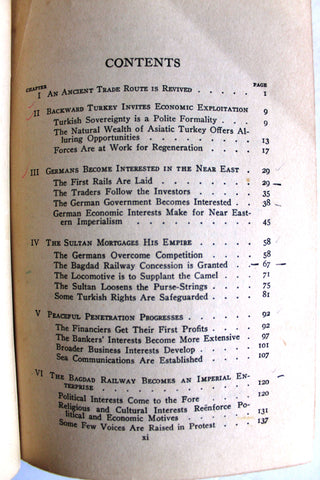 CONTENTS
CHAPTER PAGE
I AN ANCIENT TRADE ROUTE IS REVIVED . . . . . 1
II BACKWARD TURKEY INVITES ECONOMIC EXPLOITATION 9
Turkish Sovereignty is a Polite Formality . . . . 9
The Natural Wealth of Asiatic Turkey Offers Al-
luring Opportunities . . . . . . . 13
Forces are at Work for Regeneration . . . . 17
III GERMANS BECOME INTERESTED IN THE NEAR EAST . 29
The First Rails are Laid . . . . . . 29
The Traders Follow the Investors . . . . 35
The German Government Becomes Interested . . 38
German Economic Interests Make for Near East-
ern Imperialism . . . . . . . 45
IV THE SULTAN MORTGAGES HIS EMPIRE . . . . 58
The Germans Overcome Competition . . . . 58
The Bagdad Railway Concession is Granted . . 67
The Locomotive is to Supplant the Camel . . . 71
The Sultan Loosens the Purse-Strings . . . . 75
Some Turkish Rights Are Safeguarded . . . . 81
V PEACEFUL PENETRATION PROGRESSES . . . . 92
The Financiers Get Their First Profits . . . . 92
The Bankers' Interests Become More Extensive . 97
Broader Business Interests Develop . . . . 101
Sea Communications Are Established . . . . 107
VI THE BAGDAD RAILWAY BECOMES AN IMPERIAL EN-
TERPRISE . . . . . . . . . 120
Political Interests Come to the Fore . . . . 120
Religious and Cultural Interests Reënforce Po-
litical and Economic Motives . . . . . 131
Some Few Voices Are Raised in Protest . . . 137
xi